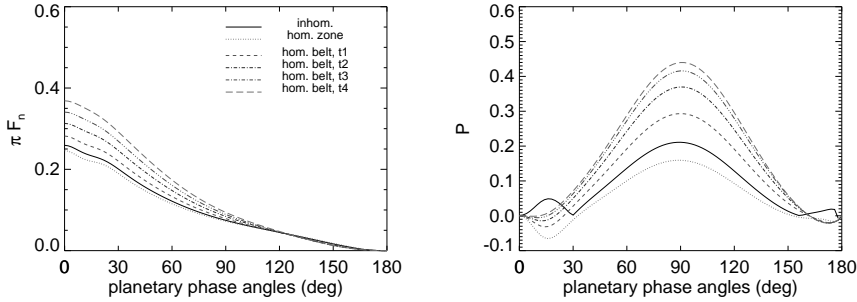 0.6
0.4
0.2
0.0
π Fn
0 30 60 90 120 150 180
planetary phase angles (deg)
inhom.
hom. zone
hom. belt, t1
hom. belt, t2
hom. belt, t3
hom. belt, t4
0.6
0.5
0.4
0.3
0.2
0.1
0.0
-0.1
P
0 30 60 90 120 150 180
planetary phase angles (deg)